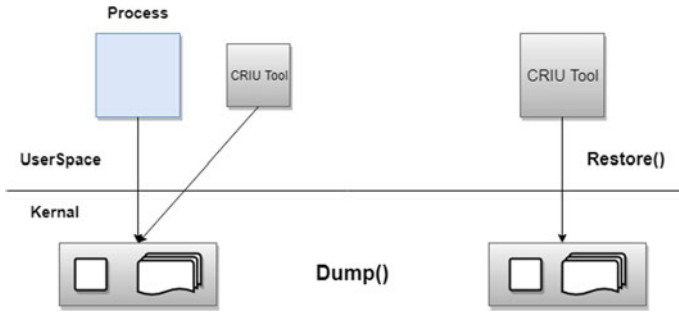 Process
CRIU Tool
CRIU Tool
UserSpace
Restore()
Kernal
Dump()